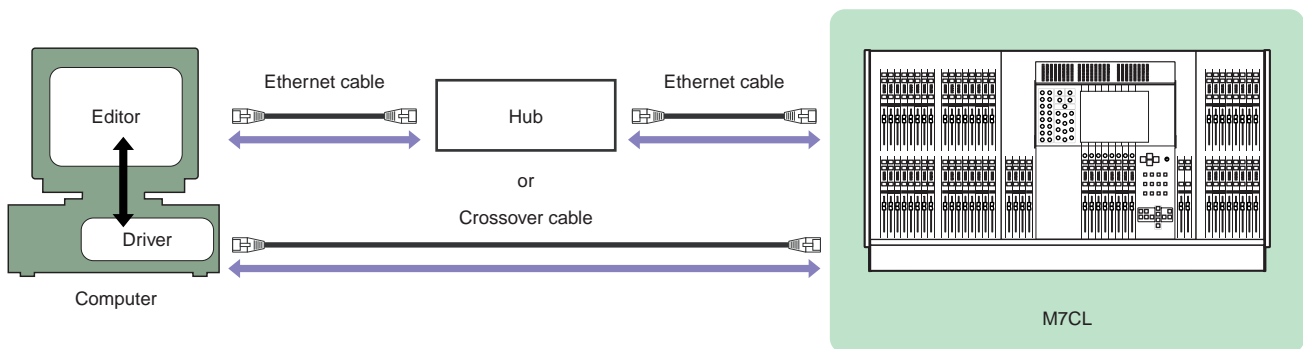 Editor
Driver
Computer
Ethernet cable
Hub
Ethernet cable
or
Crossover cable
M7CL